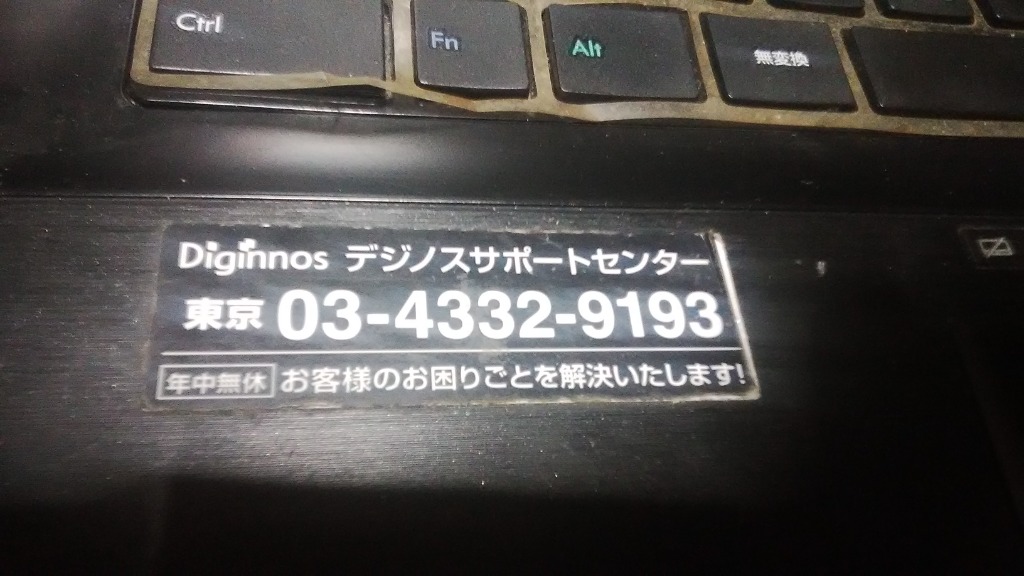 Ctrl
Fn
Alt
無変換
Diginnos デジノスサポートセンター
東京 03-4332-9193
年中無休 お客様のお困りごとを解決いたします!